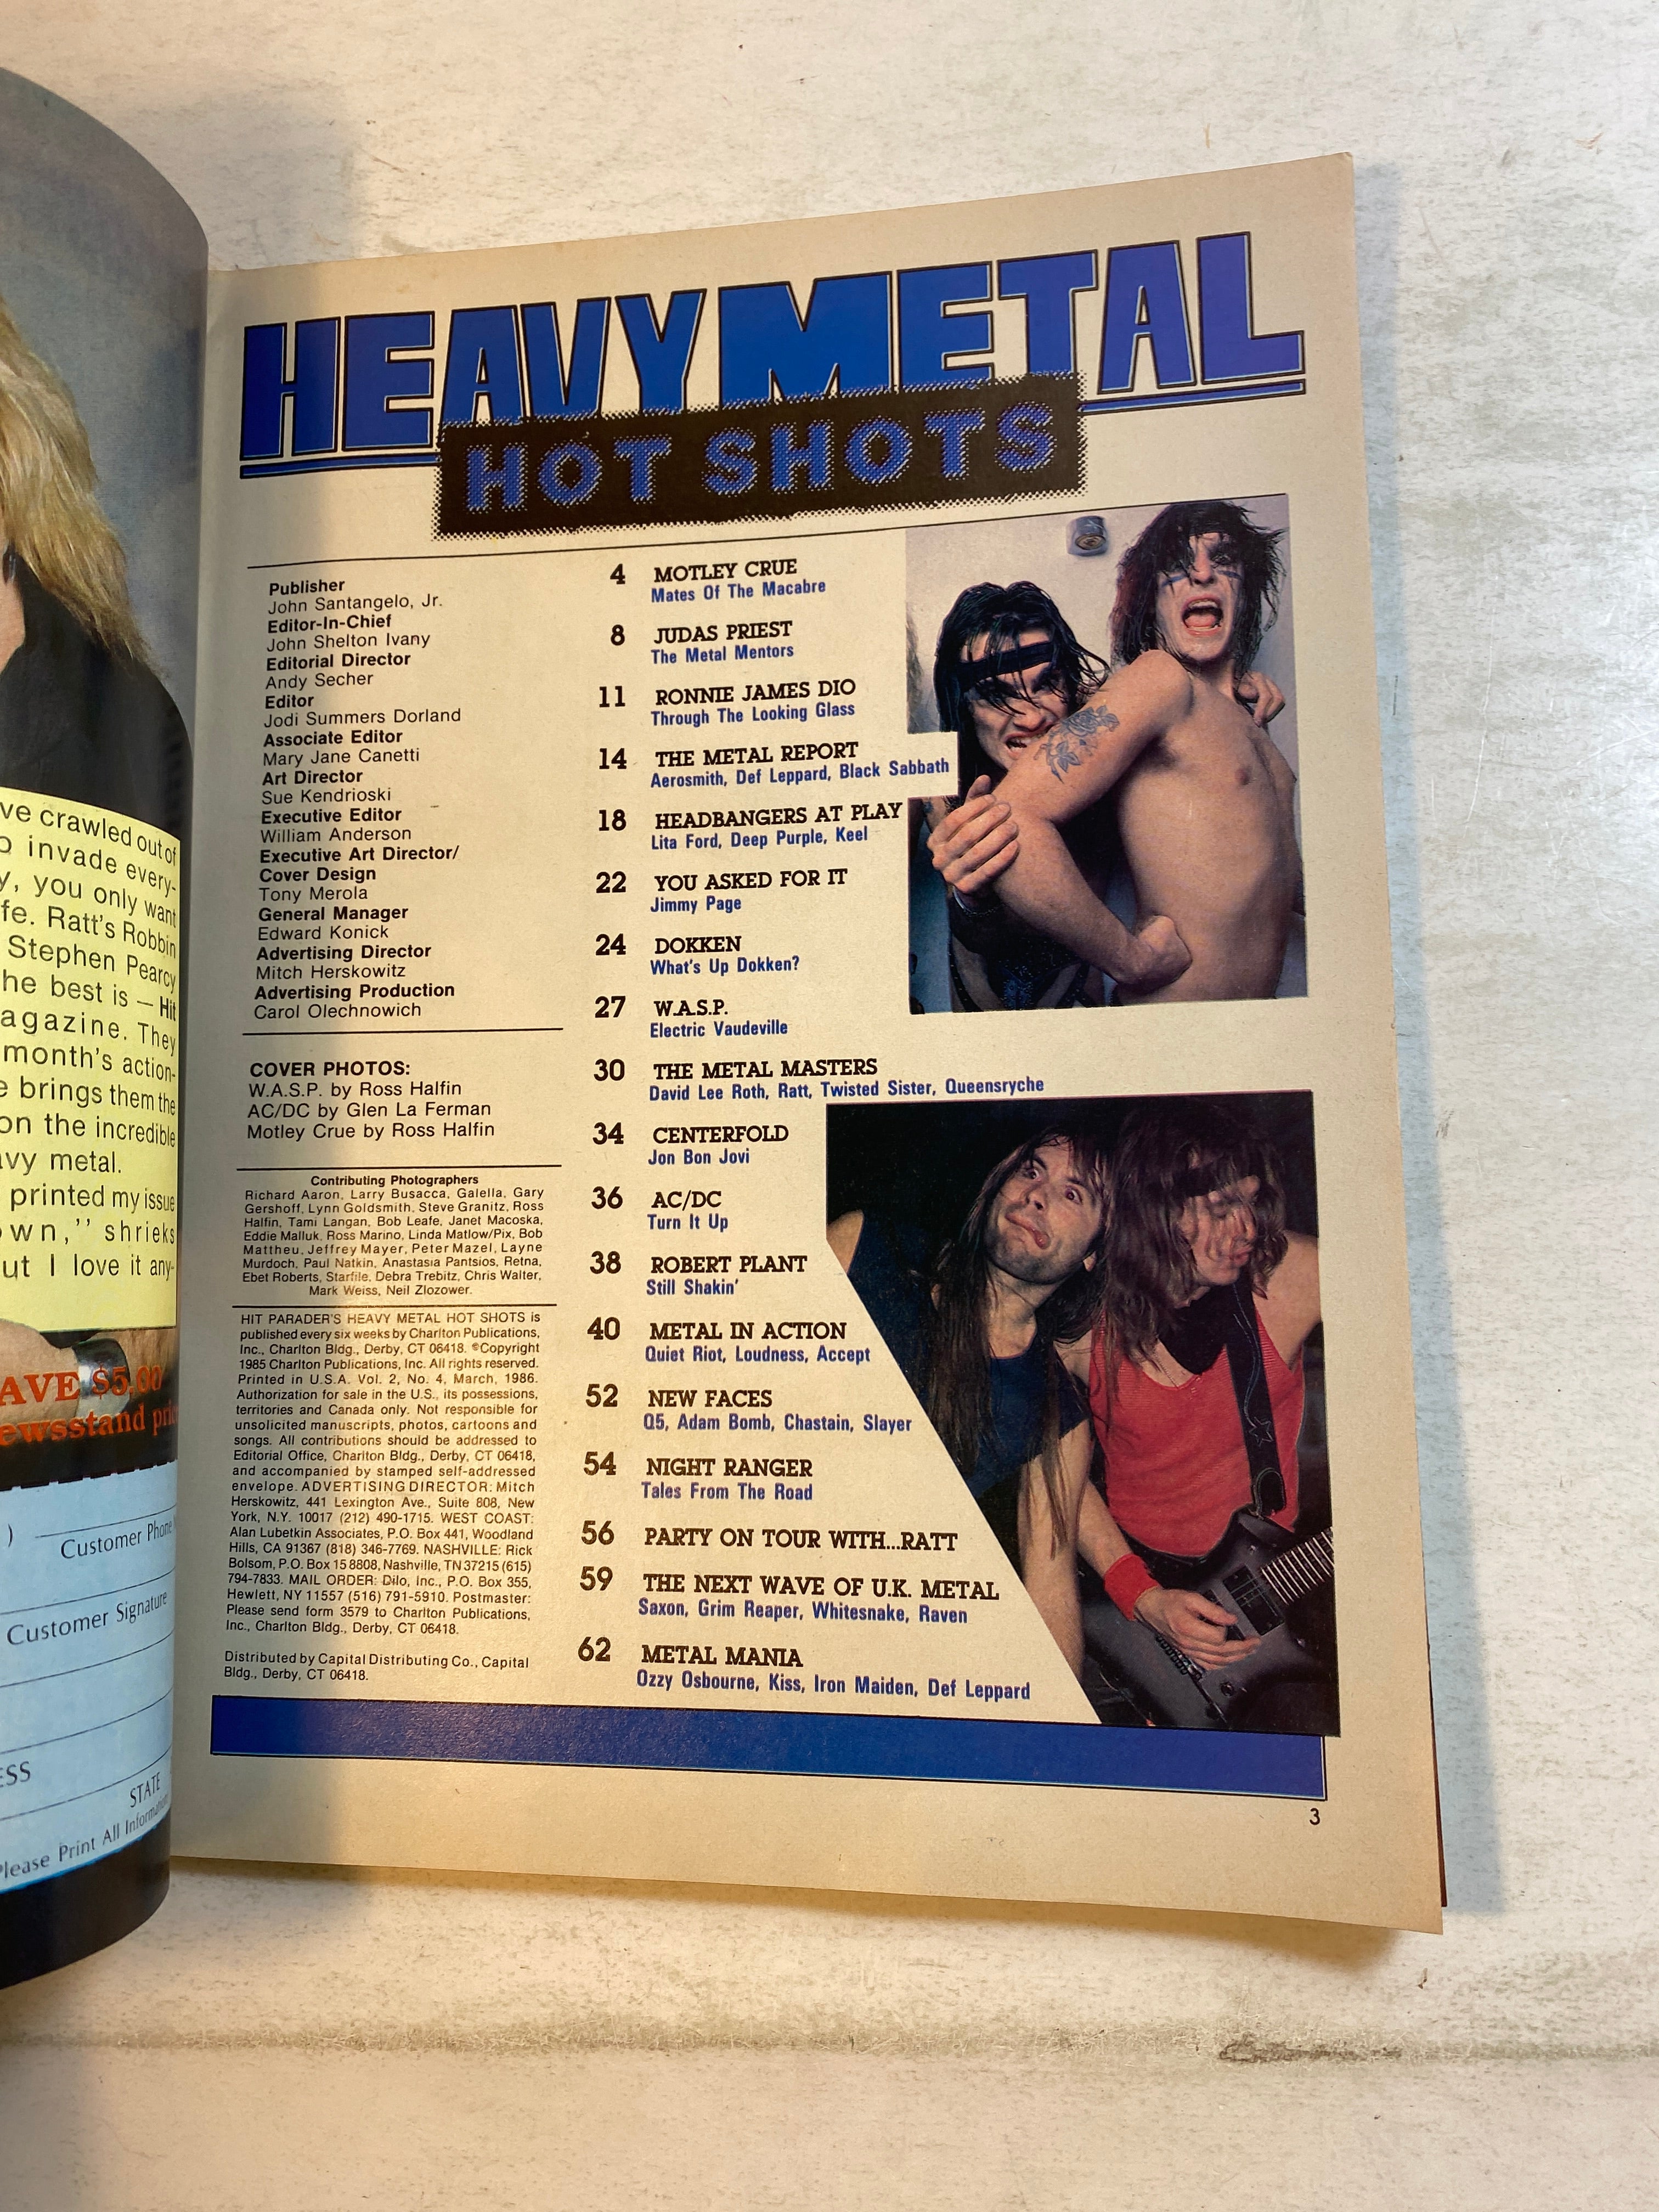 ve crawled out of
o invade every-
y, you only want
fe. Ratt's Robbin
Stephen Pearcy
he best is — Hit
agazine. They
month's action-
e brings them the
on the incredible
avy metal.
printed my issue
own,'' shrieks
ut I love it any-
AVE $5.00
ewsstand
)
Customer Phone
Customer Signature
ESS
STATE
Please Print All Information
HEAVY METAL
HOT SHOTS
Publisher
John Santangelo, Jr.
Editor-In-Chief
John Shelton Ivany
Editorial Director
Andy Secher
Editor
Jodi Summers Dorland
Associate Editor
Mary Jane Canetti
Art Director
Sue Kendrioski
Executive Editor
William Anderson
Executive Art Director/
Cover Design
Tony Merola
General Manager
Edward Konick
Advertising Director
Mitch Herskowitz
Advertising Production
Carol Olechnowich
COVER PHOTOS:
W.A.S.P. by Ross Halfin
AC/DC by Glen La Ferman
Motley Crue by Ross Halfin
Contributing Photographers
Richard Aaron, Larry Busacca, Galella, Gary
Gershoff, Lynn Goldsmith, Steve Granitz, Ross
Halfin, Tami Langan, Bob Leafe, Janet Macoska,
Eddie Malluk, Ross Marino, Linda Matlow/Pix, Bob
Mattheu, Jeffrey Mayer, Peter Mazel, Layne
Murdoch, Paul Natkin, Anastasia Pantsios, Retna,
Ebet Roberts, Starfile, Debra Trebitz, Chris Walter,
Mark Weiss, Neil Zlozower.
HIT PARADER'S HEAVY METAL HOT SHOTS is
published every six weeks by Charlton Publications,
Inc., Charlton Bldg., Derby, CT 06418. ©Copyright
1985 Charlton Publications, Inc. All rights reserved.
Printed in U.S.A. Vol. 2, No. 4, March, 1986.
Authorization for sale in the U.S., its possessions,
territories and Canada only. Not responsible for
unsolicited manuscripts, photos, cartoons and
songs. All contributions should be addressed to
Editorial Office, Charlton Bldg., Derby, CT 06418,
and accompanied by stamped self-addressed
envelope. ADVERTISING DIRECTOR: Mitch
Herskowitz, 441 Lexington Ave., Suite 808, New
York, N.Y. 10017 (212) 490-1715. WEST COAST:
Alan Lubetkin Associates, P.O. Box 441, Woodland
Hills, CA 91367 (818) 346-7769. NASHVILLE: Rick
Bolsom, P.O. Box 15 8808, Nashville, TN 37215 (615)
794-7833. MAIL ORDER: Dilo, Inc., P.O. Box 355,
Hewlett, NY 11557 (516) 791-5910. Postmaster:
Please send form 3579 to Charlton Publications,
Inc., Charlton Bldg., Derby, CT 06418.
Distributed by Capital Distributing Co., Capital
Bldg., Derby, CT 06418.
4 MOTLEY CRUE
Mates Of The Macabre
8 JUDAS PRIEST
The Metal Mentors
11 RONNIE JAMES DIO
Through The Looking Glass
14 THE METAL REPORT
Aerosmith, Def Leppard, Black Sabbath
18 HEADBANGERS AT PLAY
Lita Ford, Deep Purple, Keel
22 YOU ASKED FOR IT
Jimmy Page
24 DOKKEN
What's Up Dokken?
27 W.A.S.P.
Electric Vaudeville
30 THE METAL MASTERS
David Lee Roth, Ratt, Twisted Sister, Queensryche
34 CENTERFOLD
Jon Bon Jovi
36 AC/DC
Turn It Up
38 ROBERT PLANT
Still Shakin'
40 METAL IN ACTION
Quiet Riot, Loudness, Accept
52 NEW FACES
Q5, Adam Bomb, Chastain, Slayer
54 NIGHT RANGER
Tales From The Road
56 PARTY ON TOUR WITH...RATT
59 THE NEXT WAVE OF U.K. METAL
Saxon, Grim Reaper, Whitesnake, Raven
62 METAL MANIA
Ozzy Osbourne, Kiss, Iron Maiden, Def Leppard
3